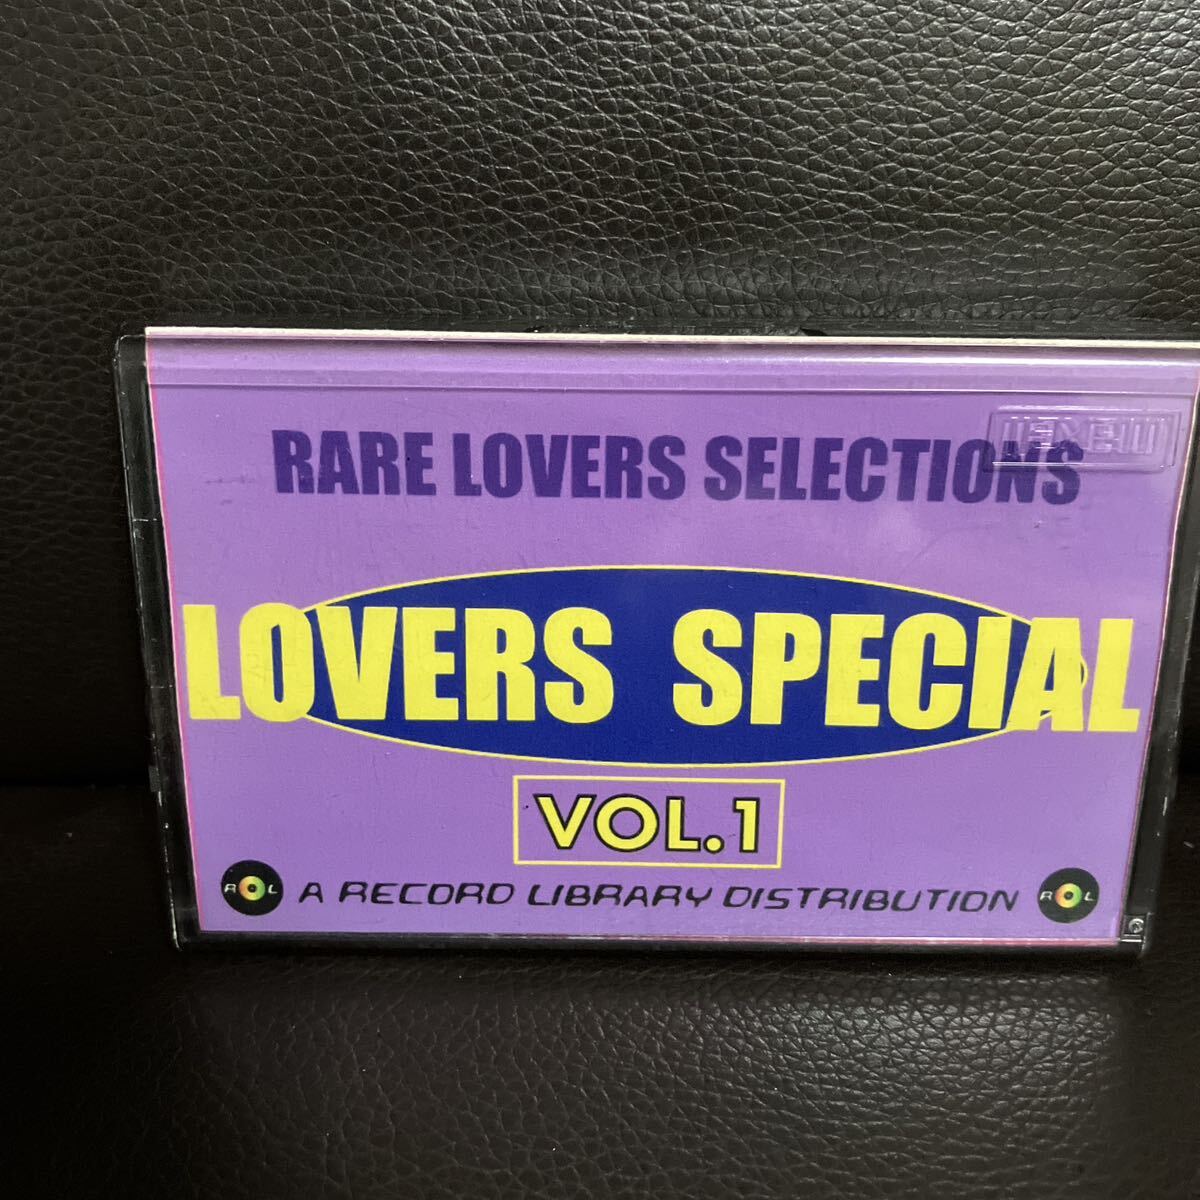 RARE LOVERS SELECTIONS
LOVERS SPECIAL
VOL.1
R O L A RECORD LIBRARY DISTRIBUTION R O L